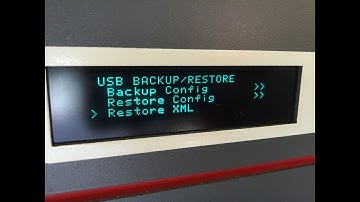 USB BACKUP/RESTORE
Backup Config >>
Restore Config >>
> Restore XML